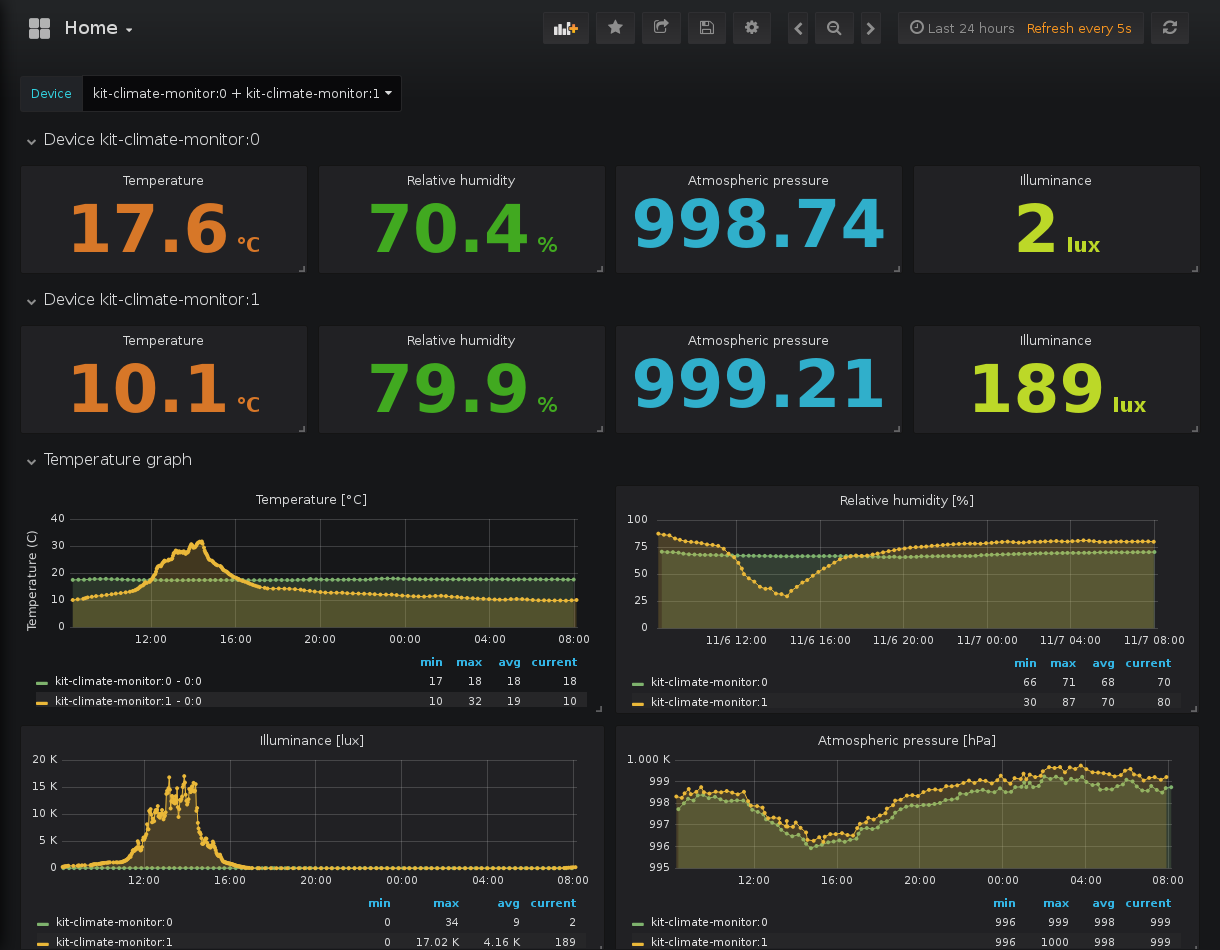 Home
Last 24 hours Refresh every 5s
Device kit-climate-monitor:0 + kit-climate-monitor:1
Device kit-climate-monitor:0
Temperature
17.6 °C
Relative humidity
70.4 %
Atmospheric pressure
998.74
Illuminance
2 lux
Device kit-climate-monitor:1
Temperature
10.1 °C
Relative humidity
79.9 %
Atmospheric pressure
999.21
Illuminance
189 lux
Temperature graph
Temperature [°C]
Temperature (C)
40
30
20
10
0
12:00 16:00 20:00 00:00 04:00 08:00
min max avg current
kit-climate-monitor:0 - 0:0 17 18 18 18
kit-climate-monitor:1 - 0:0 10 32 19 10
Relative humidity [%]
100
75
50
25
0
11/6 12:00 11/6 16:00 11/6 20:00 11/7 00:00 11/7 04:00 11/7 08:00
min max avg current
kit-climate-monitor:0 66 71 68 70
kit-climate-monitor:1 30 87 70 80
Illuminance [lux]
20 K
15 K
10 K
5 K
0
12:00 16:00 20:00 00:00 04:00 08:00
min max avg current
kit-climate-monitor:0 0 34 9 2
kit-climate-monitor:1 0 17.02 K 4.16 K 189
Atmospheric pressure [hPa]
1.000 K
999
998
997
996
995
12:00 16:00 20:00 00:00 04:00 08:00
min max avg current
kit-climate-monitor:0 996 999 998 999
kit-climate-monitor:1 996 1000 998 999